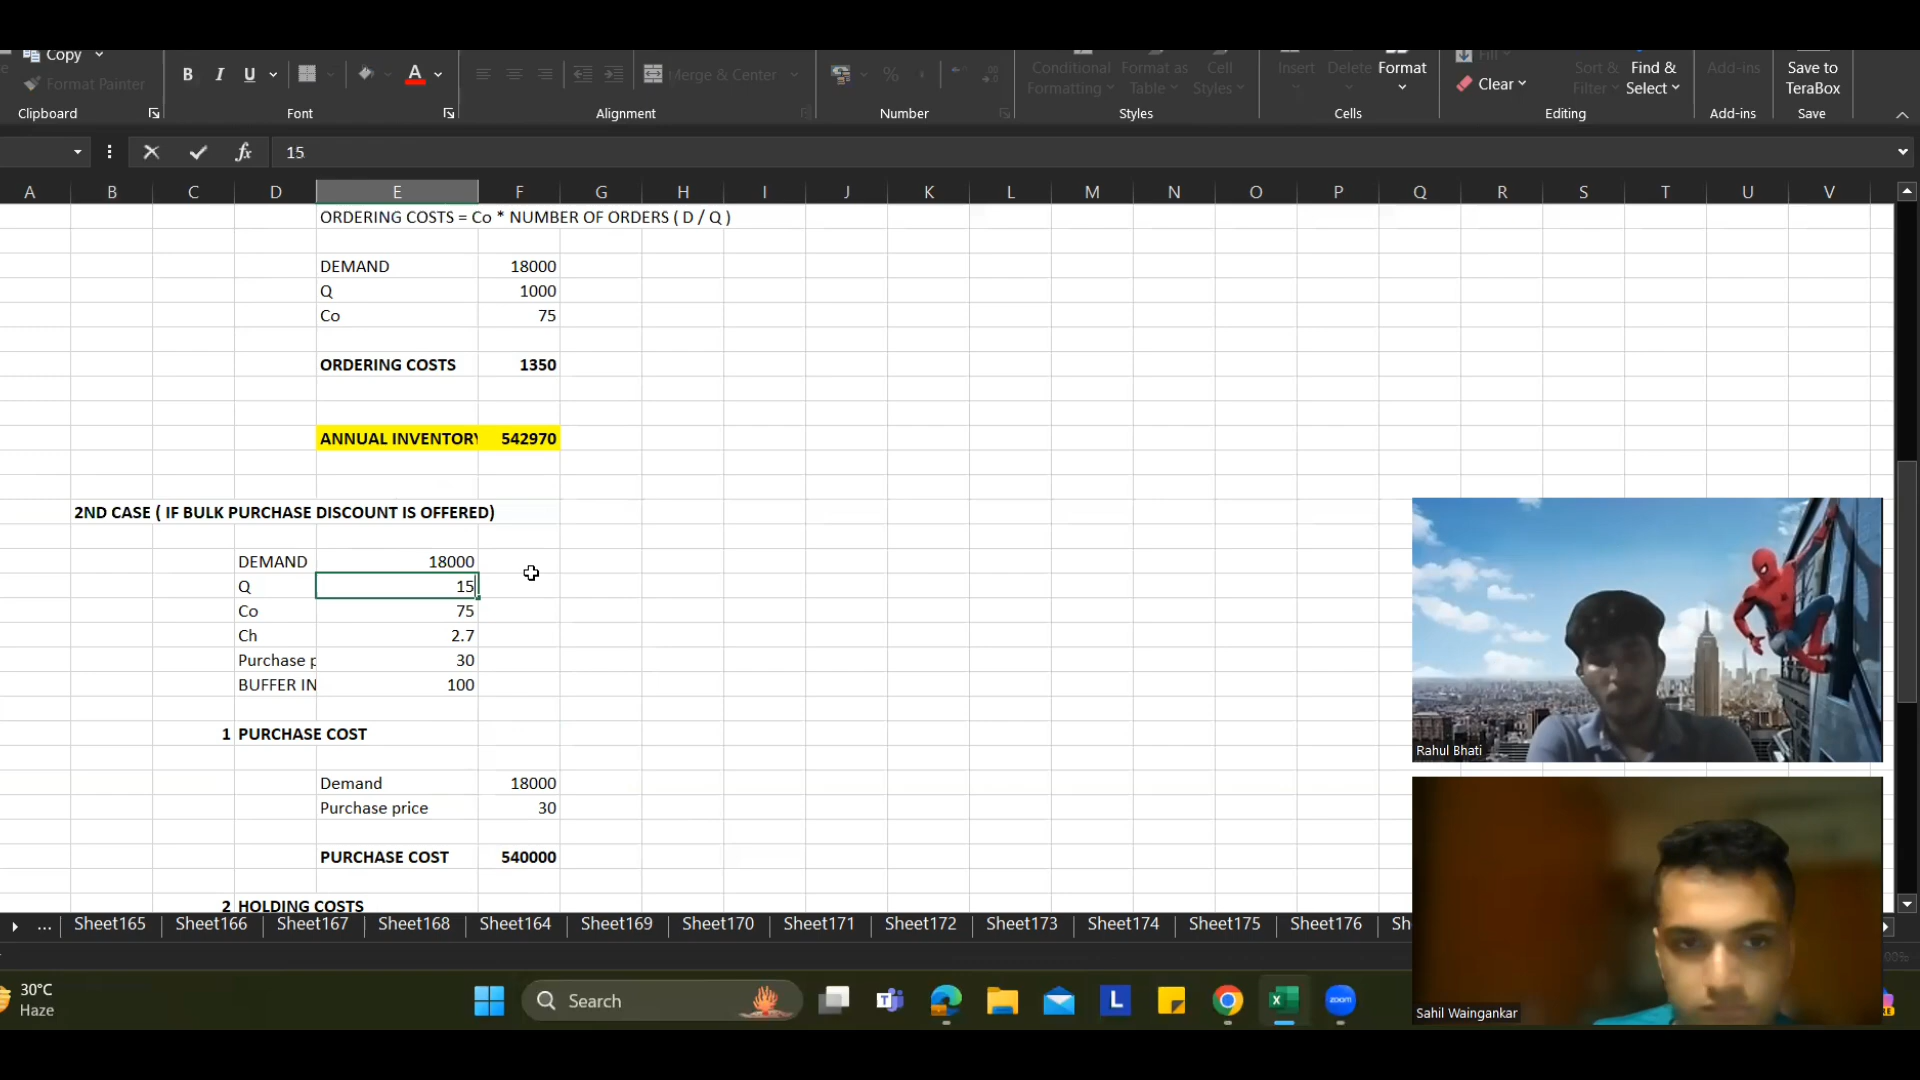 Copy
Format Painter
B I U A
Merge & Center
%
Conditional Formatting
Format as Table
Cell Styles
Insert
Delete
Format
Fill
Clear
Sort & Filter
Find & Select
Add-ins
Save to TeraBox
Clipboard
Font
Alignment
Number
Styles
Cells
Editing
Add-ins
Save
fx
15
A B C D E F G H I J K L M N O P Q R S T U V
ORDERING COSTS = Co * NUMBER OF ORDERS ( D / Q )
DEMAND 18000
Q 1000
Co 75
ORDERING COSTS 1350
ANNUAL INVENTORY 542970
2ND CASE ( IF BULK PURCHASE DISCOUNT IS OFFERED)
DEMAND 18000
Q 15
Co 75
Ch 2.7
Purchase p 30
BUFFER IN 100
1 PURCHASE COST
Demand 18000
Purchase price 30
PURCHASE COST 540000
2 HOLDING COSTS
Rahul Bhati
Sahil Waingankar
... Sheet165 Sheet166 Sheet167 Sheet168 Sheet164 Sheet169 Sheet170 Sheet171 Sheet172 Sheet173 Sheet174 Sheet175 Sheet176
30°C
Haze
Search
L
zoom